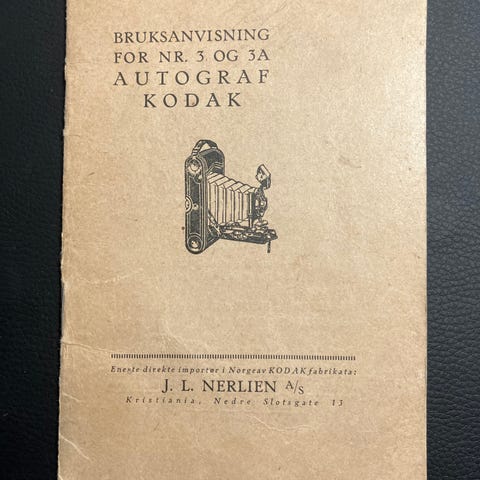 BRUKSANVISNING
FOR NR. 3 OG 3A
AUTOGRAF
KODAK
Eneste direkte importør i Norge av KODAK fabrikata:
J. L. NERLIEN A/S
Kristiania, Nedre Slotsgate 13